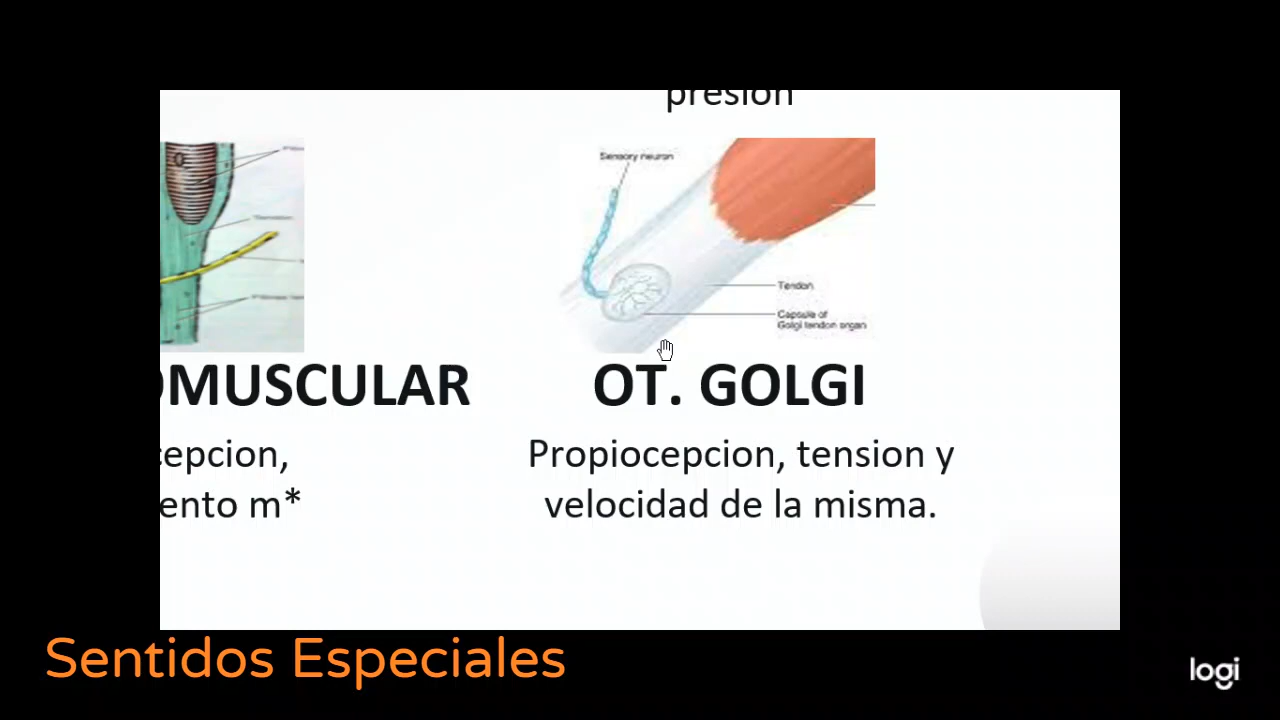 presion
Sensory neuron
Tendon
Capsule of
Golgi tendon organ
OMUSCULAR
OT. GOLGI
cepcion,
ento m*
Propiocepcion, tension y
velocidad de la misma.
Sentidos Especiales
logi